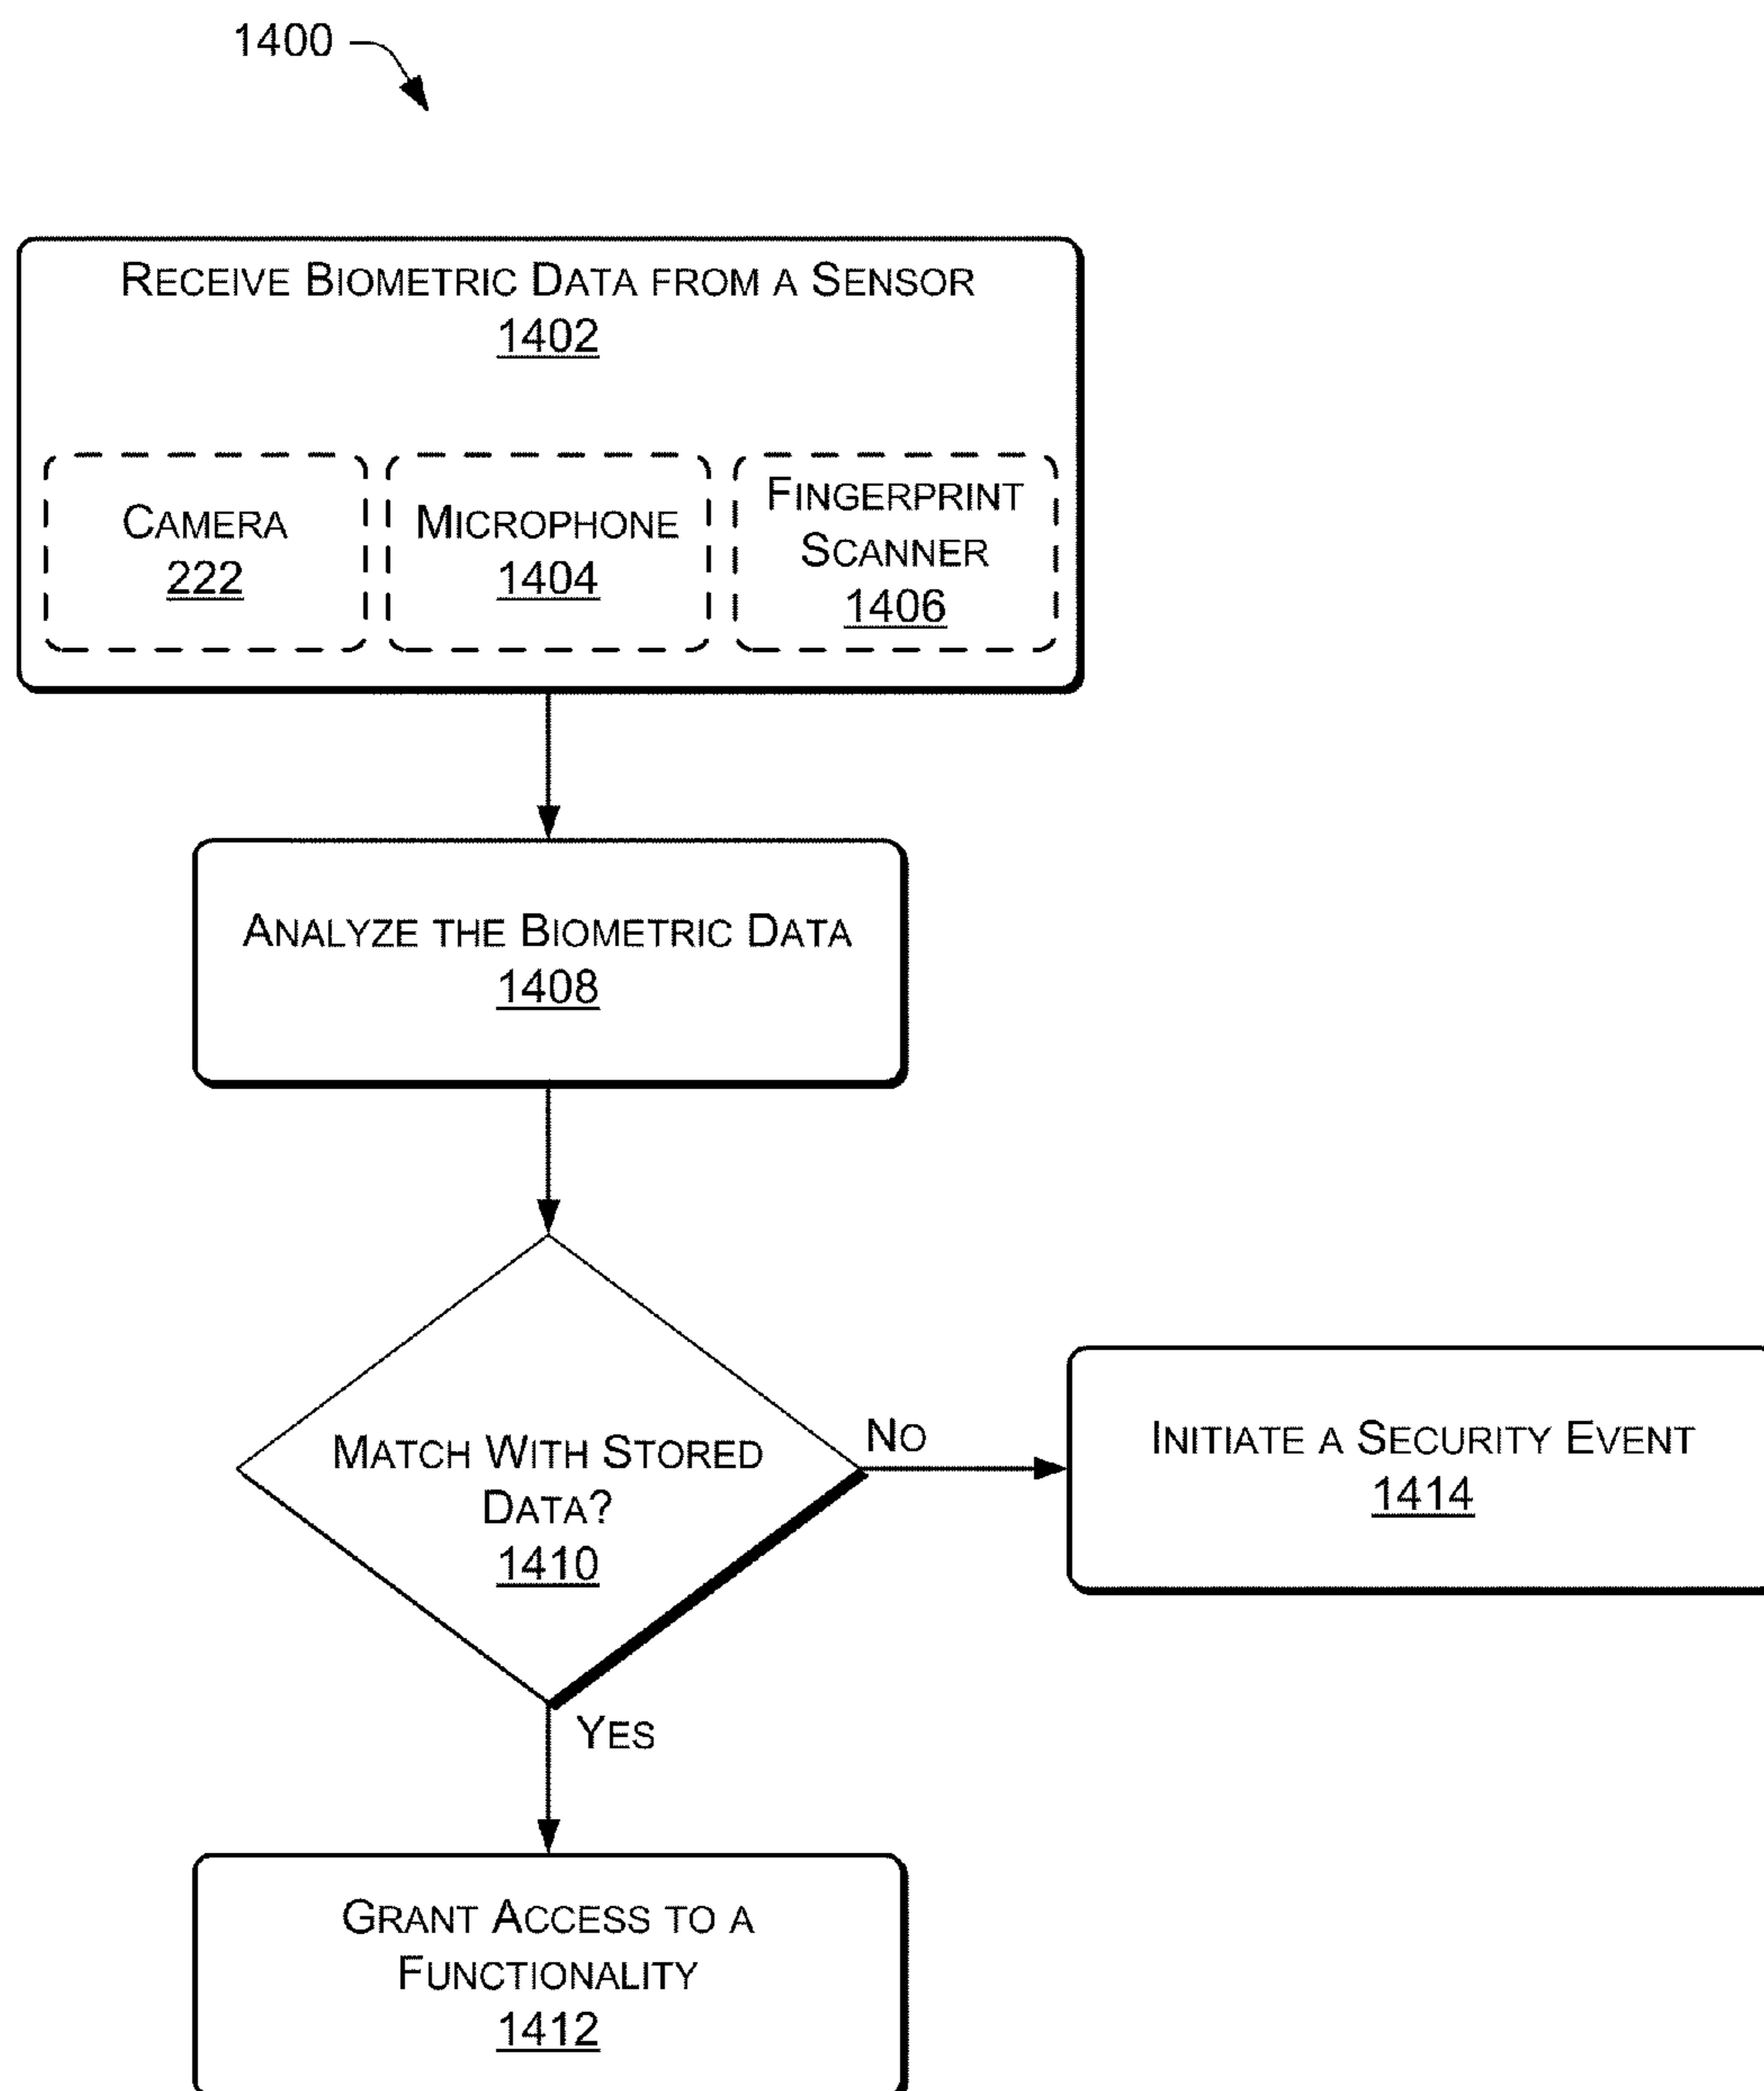 1400
RECEIVE BIOMETRIC DATA FROM A SENSOR
1402
CAMERA
222
MICROPHONE
1404
FINGERPRINT
SCANNER
1406
ANALYZE THE BIOMETRIC DATA
1408
MATCH WITH STORED
DATA?
1410
NO
INITIATE A SECURITY EVENT
1414
YES
GRANT ACCESS TO A
FUNCTIONALITY
1412